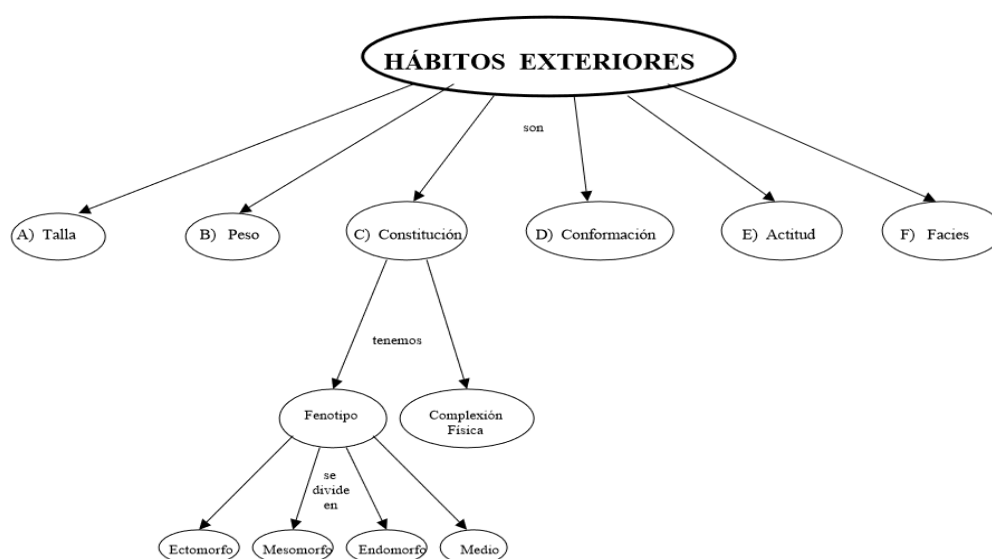 HÁBITOS EXTERIORES
son
A) Talla
B) Peso
C) Constitución
D) Conformación
E) Actitud
F) Facies
tenemos
Fenotipo
Complexión
Física
se
divide
en
Ectomorfo
Mesomorfo
Endomorfo
Medio